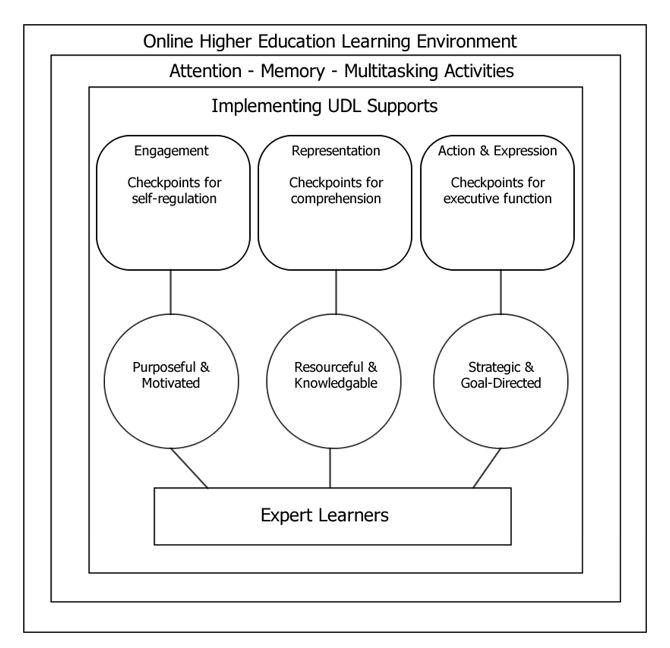 Online Higher Education Learning Environment
Attention - Memory - Multitasking Activities
Implementing UDL Supports
Engagement
Checkpoints for
self-regulation
Representation
Checkpoints for
comprehension
Action & Expression
Checkpoints for
executive function
Purposeful &
Motivated
Resourceful &
Knowledgable
Strategic &
Goal-Directed
Expert Learners